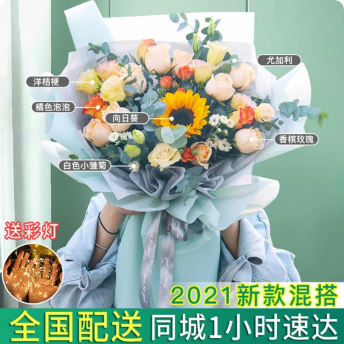 尤加利
洋桔梗
橘色泡泡
向日葵
香槟玫瑰
白色小雏菊
送彩灯
2021新款混搭
全国配送 同城1小时速达